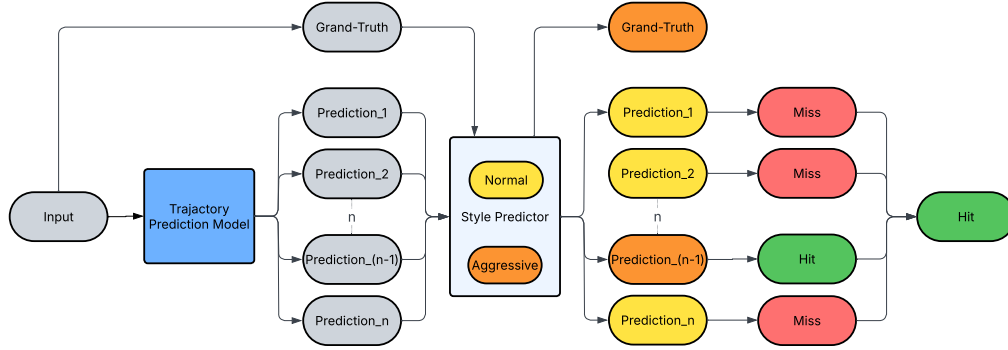 Grand-Truth
Grand-Truth
Prediction_1
Prediction_1
Miss
Prediction_2
Normal
Prediction_2
Miss
Input
Trajactory
Prediction Model
n
Style Predictor
n
Hit
Prediction_(n-1)
Aggressive
Prediction_(n-1)
Hit
Prediction_n
Prediction_n
Miss